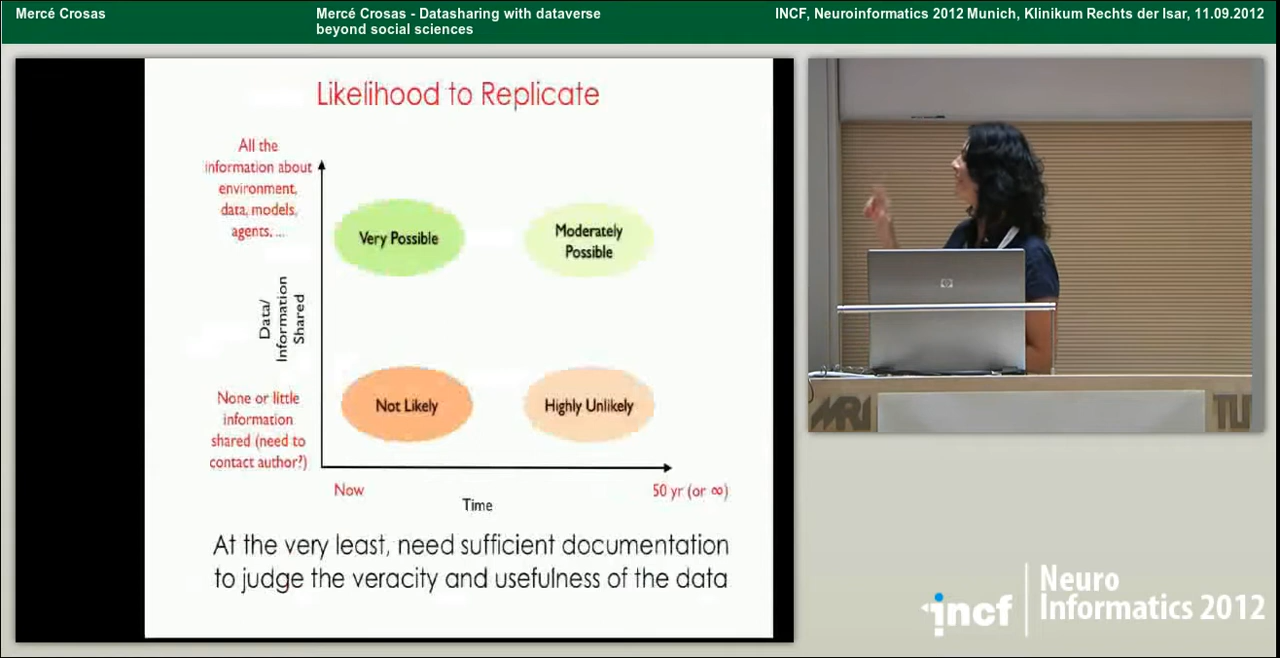 Mercé Crosas
Mercé Crosas - Datasharing with dataverse
beyond social sciences
INCF, Neuroinformatics 2012 Munich, Klinikum Rechts der Isar, 11.09.2012
Likelihood to Replicate
All the
information about
environment,
data, models,
agents, ...
Very Possible
Moderately
Possible
Data/
Information
Shared
None or little
information
shared (need to
contact author?)
Not Likely
Highly Unlikely
Now
Time
50 yr (or ∞)
At the very least, need sufficient documentation
to judge the veracity and usefulness of the data
hp
MRI
TU
incf
Neuro
Informatics 2012